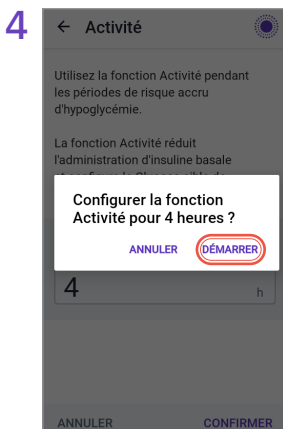 4
Activité
Utilisez la fonction Activité pendant
les périodes de risque accru
d'hypoglycémie.
La fonction Activité réduit
l'administration d'insuline basale
Configurer la fonction
Activité pour 4 heures ?
ANNULER DÉMARRER
4 h
ANNULER CONFIRMER